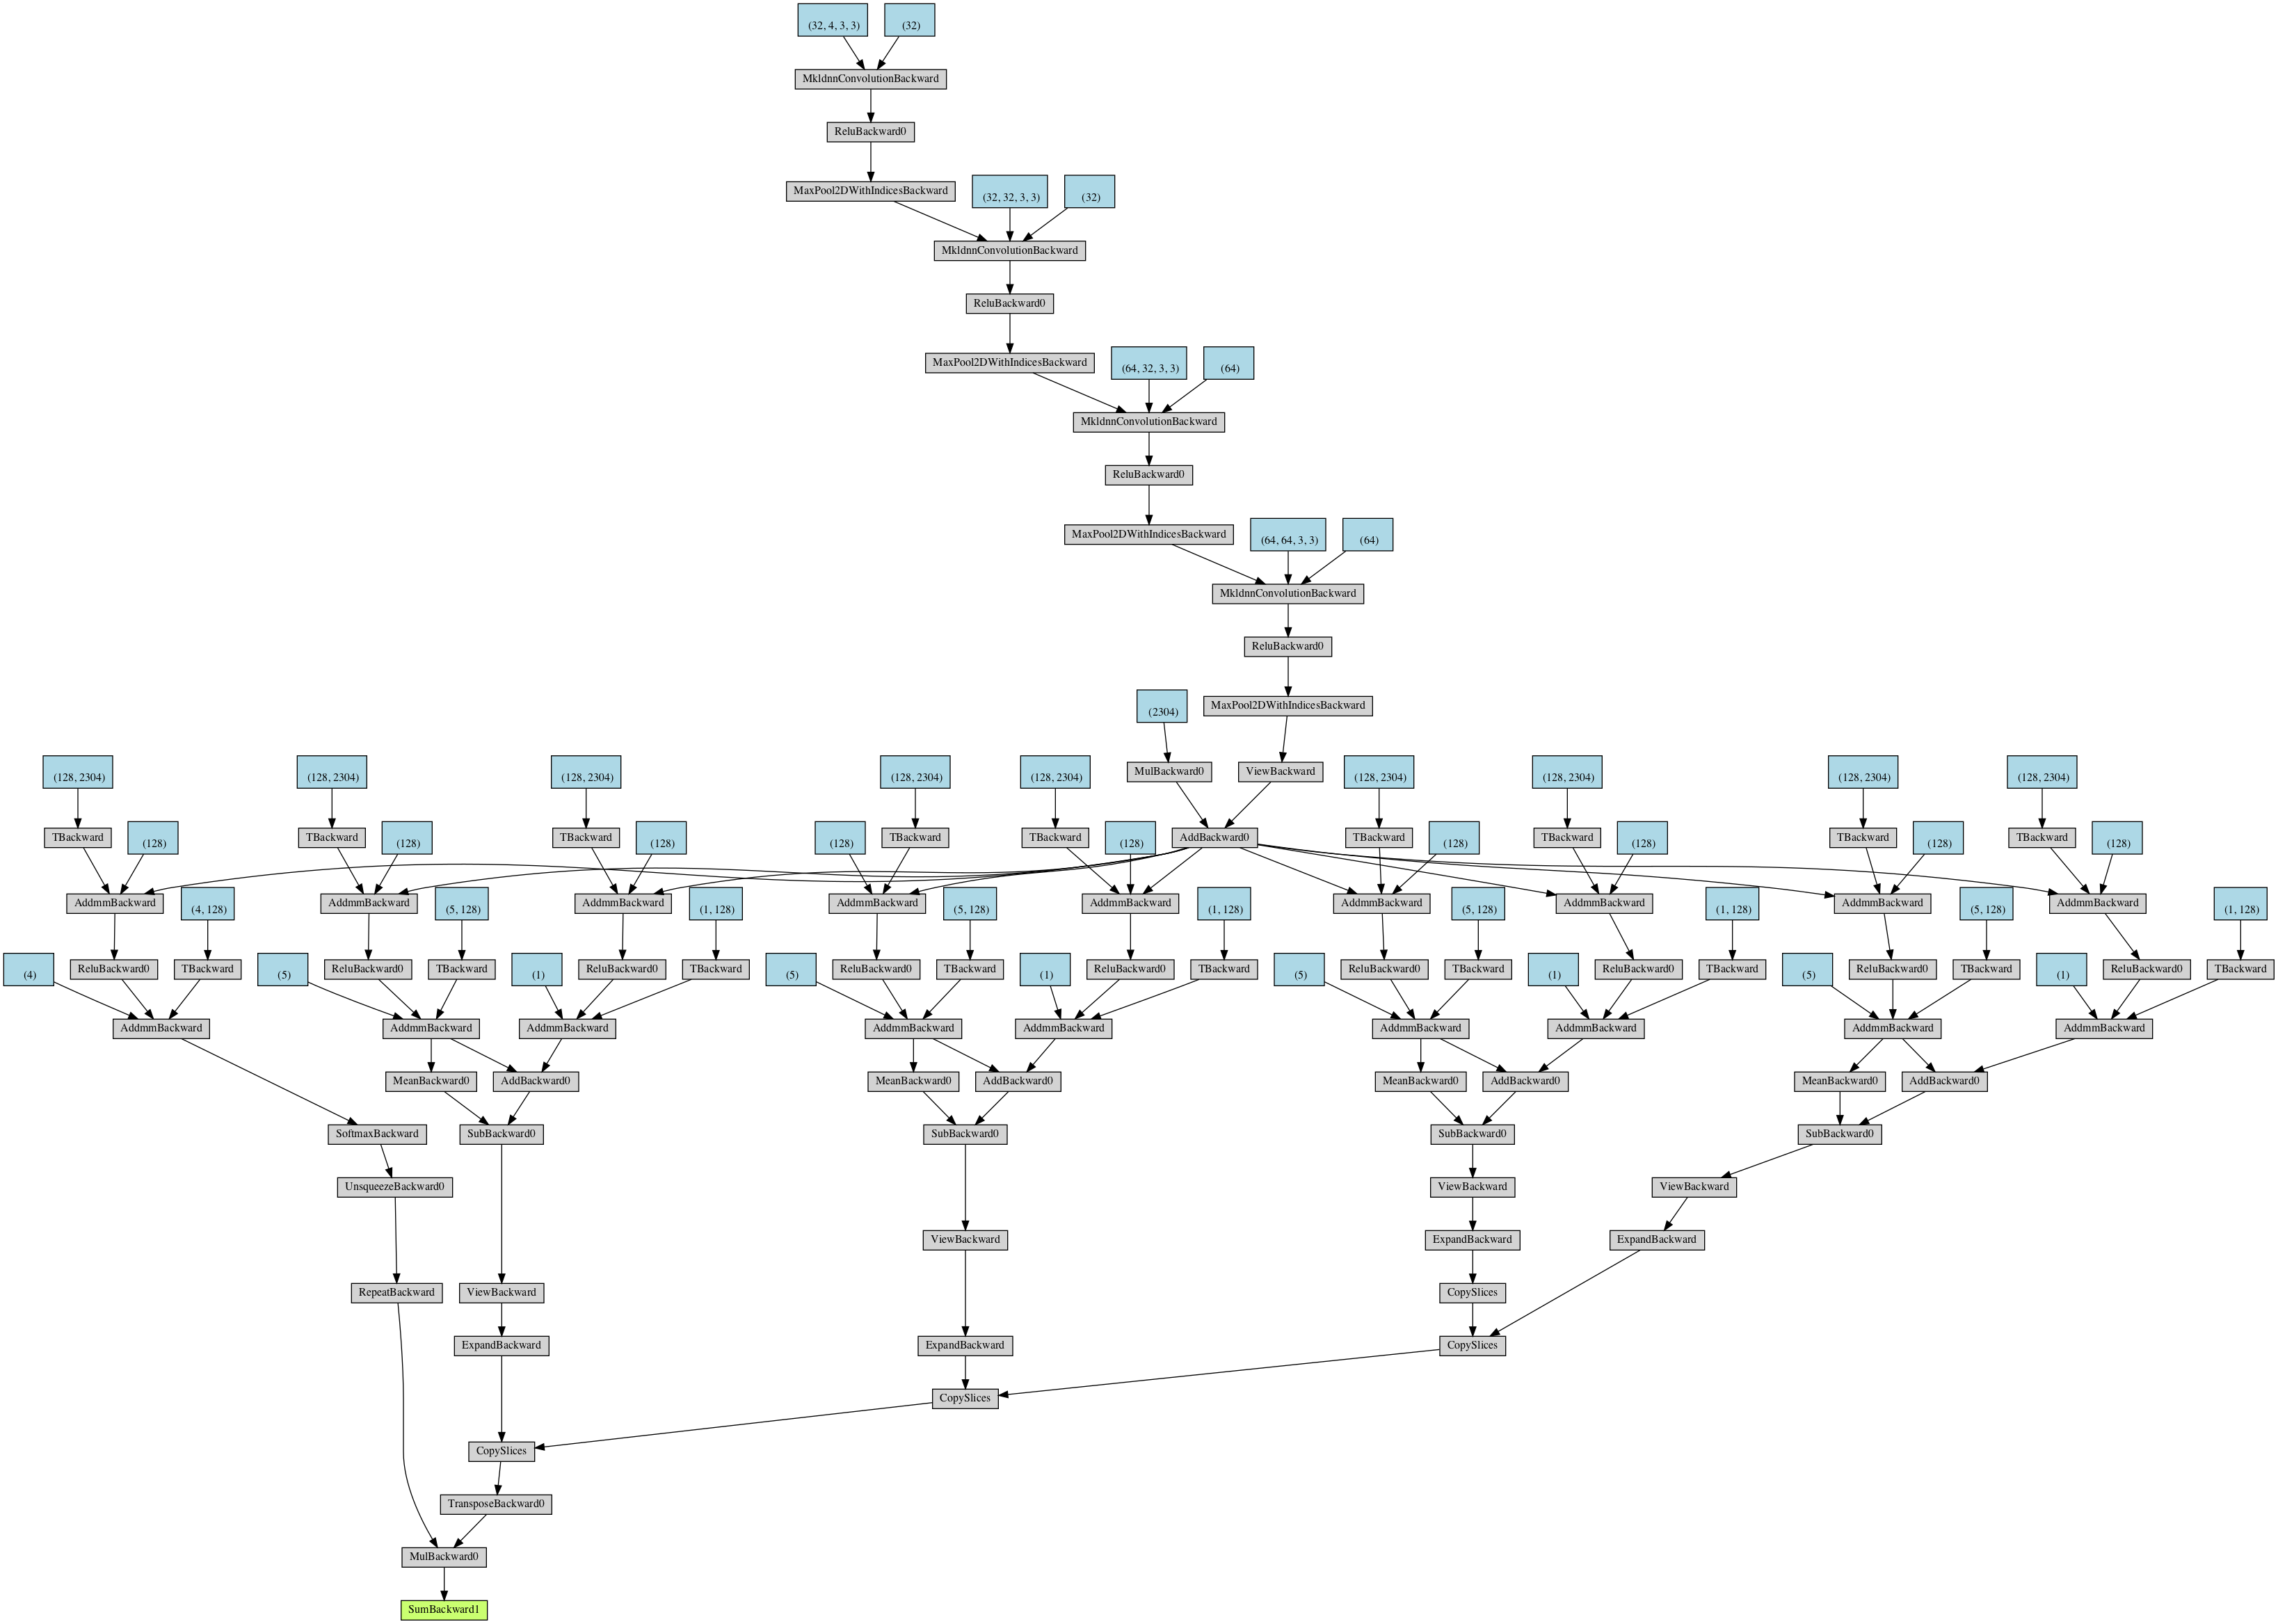 (32, 4, 3, 3) (32)
MkldnnConvolutionBackward
ReluBackward0
MaxPool2DWithIndicesBackward (32, 32, 3, 3) (32)
MkldnnConvolutionBackward
ReluBackward0
MaxPool2DWithIndicesBackward (64, 32, 3, 3) (64)
MkldnnConvolutionBackward
ReluBackward0
MaxPool2DWithIndicesBackward (64, 64, 3, 3) (64)
MkldnnConvolutionBackward
ReluBackward0
(2304) MaxPool2DWithIndicesBackward
(128, 2304) (128, 2304) (128, 2304) (128, 2304) (128, 2304) MulBackward0 ViewBackward (128, 2304) (128, 2304) (128, 2304) (128, 2304)
TBackward (128) TBackward (128) TBackward (128) (128) TBackward TBackward (128) AddBackward0 TBackward (128) TBackward (128) TBackward (128) TBackward (128)
AddmmBackward (4, 128) AddmmBackward (5, 128) AddmmBackward (1, 128) AddmmBackward (5, 128) AddmmBackward (1, 128) AddmmBackward (5, 128) AddmmBackward (1, 128) AddmmBackward (5, 128) AddmmBackward (1, 128)
(4) ReluBackward0 TBackward (5) ReluBackward0 TBackward (1) ReluBackward0 TBackward (5) ReluBackward0 TBackward (1) ReluBackward0 TBackward (5) ReluBackward0 TBackward (1) ReluBackward0 TBackward (5) ReluBackward0 TBackward (1) ReluBackward0 TBackward
AddmmBackward AddmmBackward AddmmBackward AddmmBackward AddmmBackward AddmmBackward AddmmBackward AddmmBackward AddmmBackward
MeanBackward0 AddBackward0 MeanBackward0 AddBackward0 MeanBackward0 AddBackward0 MeanBackward0 AddBackward0
SoftmaxBackward SubBackward0 SubBackward0 SubBackward0 SubBackward0
UnsqueezeBackward0 ViewBackward ViewBackward
ViewBackward ExpandBackward ExpandBackward
RepeatBackward ViewBackward CopySlices
ExpandBackward ExpandBackward CopySlices
CopySlices
CopySlices
TransposeBackward0
MulBackward0
SumBackward1